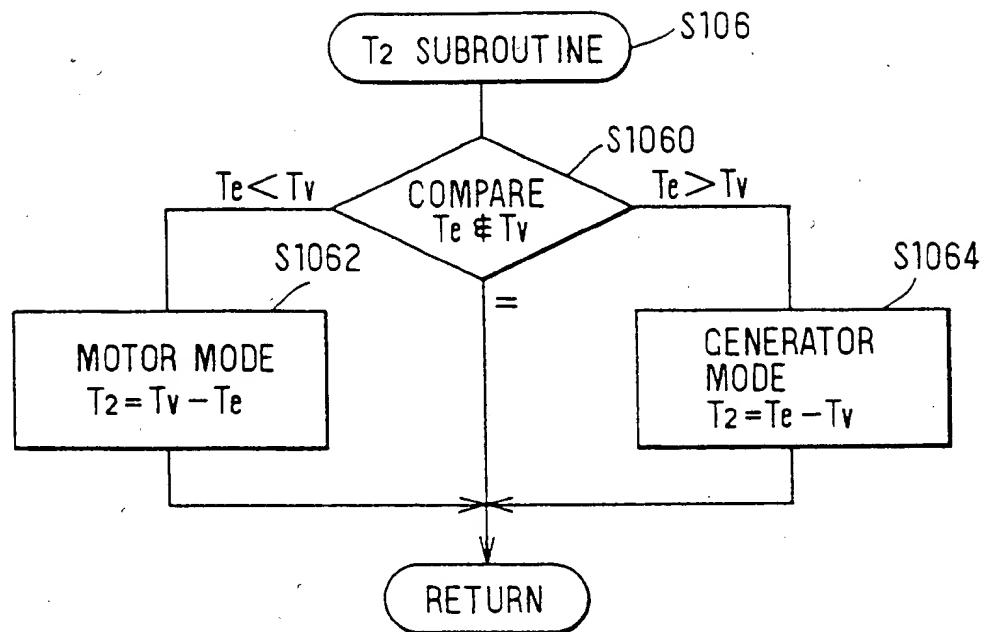 T2 SUBROUTINE
S106
S1060
Te < Tv
COMPARE
Te & Tv
Te > Tv
S1062
S1064
=
MOTOR MODE
T2 = Tv - Te
GENERATOR
MODE
T2 = Te - Tv
RETURN